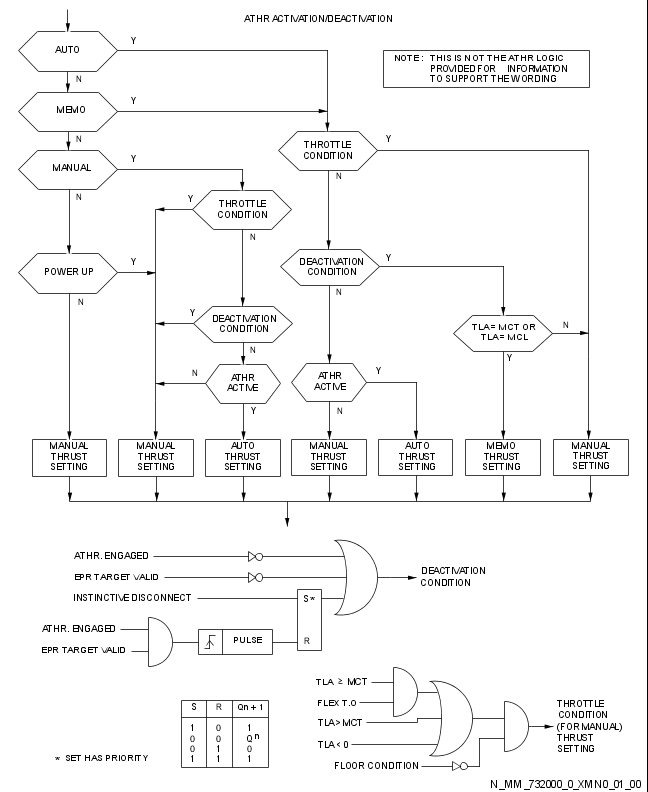 ATHR ACTIVATION/DEACTIVATION
AUTO
Y
N
NOTE : THIS IS NOT THE ATHR LOGIC
PROVIDED FOR INFORMATION
TO SUPPORT THE WORDING
MEMO
Y
N
THROTTLE
CONDITION
Y
N
MANUAL
Y
N
THROTTLE
CONDITION
Y
N
POWER UP
Y
N
DEACTIVATION
CONDITION
Y
N
DEACTIVATION
CONDITION
Y
N
TLA = MCT OR
TLA = MCL
N
Y
ATHR
ACTIVE
N
Y
ATHR
ACTIVE
Y
N
MANUAL
THRUST
SETTING
MANUAL
THRUST
SETTING
AUTO
THRUST
SETTING
MANUAL
THRUST
SETTING
AUTO
THRUST
SETTING
MEMO
THRUST
SETTING
MANUAL
THRUST
SETTING
ATHR. ENGAGED
EPR TARGET VALID
INSTINCTIVE DISCONNECT
S*
R
DEACTIVATION
CONDITION
ATHR. ENGAGED
EPR TARGET VALID
PULSE
S R Qn + 1
1 0 1
0 0 Qn
0 1 0
1 1 1
* SET HAS PRIORITY
TLA ≥ MCT
FLEX T.O
TLA > MCT
TLA < 0
FLOOR CONDITION
THROTTLE
CONDITION
(FOR MANUAL)
THRUST
SETTING
N_MM_732000_0_XMN0_01_00